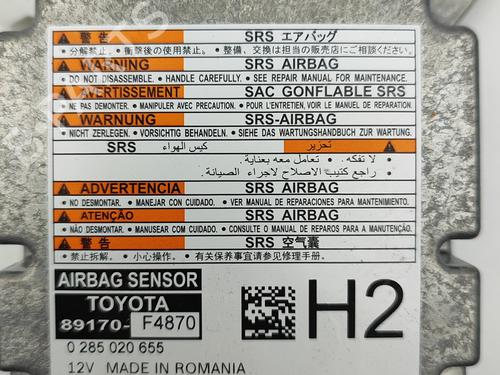 警告 SRS エアバッグ
・分解禁止。・衝撃後の使用禁止。・整備、交換は担当の販売店にご相談ください。
WARNING SRS AIRBAG
• DO NOT DISASSEMBLE. • HANDLE CAREFULLY. • SEE REPAIR MANUAL FOR MAINTENANCE.
AVERTISSEMENT SAC GONFLABLE SRS
• NE PAS DEMONTER. • MANIPULER AVEC PRECAUTION. • POUR L'ENTRETIEN, VOIR LE MANUEL DE REPARATION.
WARNUNG SRS-AIRBAG
• NICHT ZERLEGEN. • VORSICHTIG BEHANDELN. • SIEHE DAS WARTUNGSHANDBUCH ZUR WARTUNG.
تحذير كيس الهواء SRS
• لا تفكه. • تعامل معه بعناية.
• راجع كتيب الاصلاح لاجراء الصيانة.
ADVERTENCIA SRS AIRBAG
• NO DESMONTAR. • MANEJAR CON CUIDADO. • VER MANUAL DE REPARACIONES PARA MANTENIMIENTO.
ATENÇÃO SRS AIRBAG
• NÃO DESMONTAR. • MANUSEAR COM CUIDADO. • CONSULTE O MANUAL DE REPAROS PARA A MANUTENÇÃO
警告 SRS 空气囊
・勿拆解。・小心操作。・有关保养事宜请参见修理手册.
AIRBAG SENSOR
TOYOTA
89170- F4870
H2
0 285 020 655
12V MADE IN ROMANIA